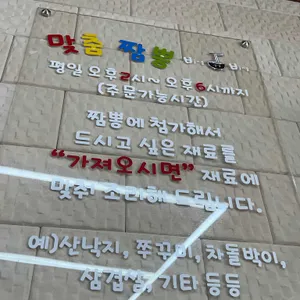 맞춤 짬뽕
평일 오후2시~ 오후6시까지
(주문가능시간)
짬뽕에 첨가해서
드시고 싶은 재료를
"가져오시면" 재료에
맞춰 조리해 드립니다.
예)산낙지, 쭈꾸미, 차돌박이,
삼겹살, 기타 등등